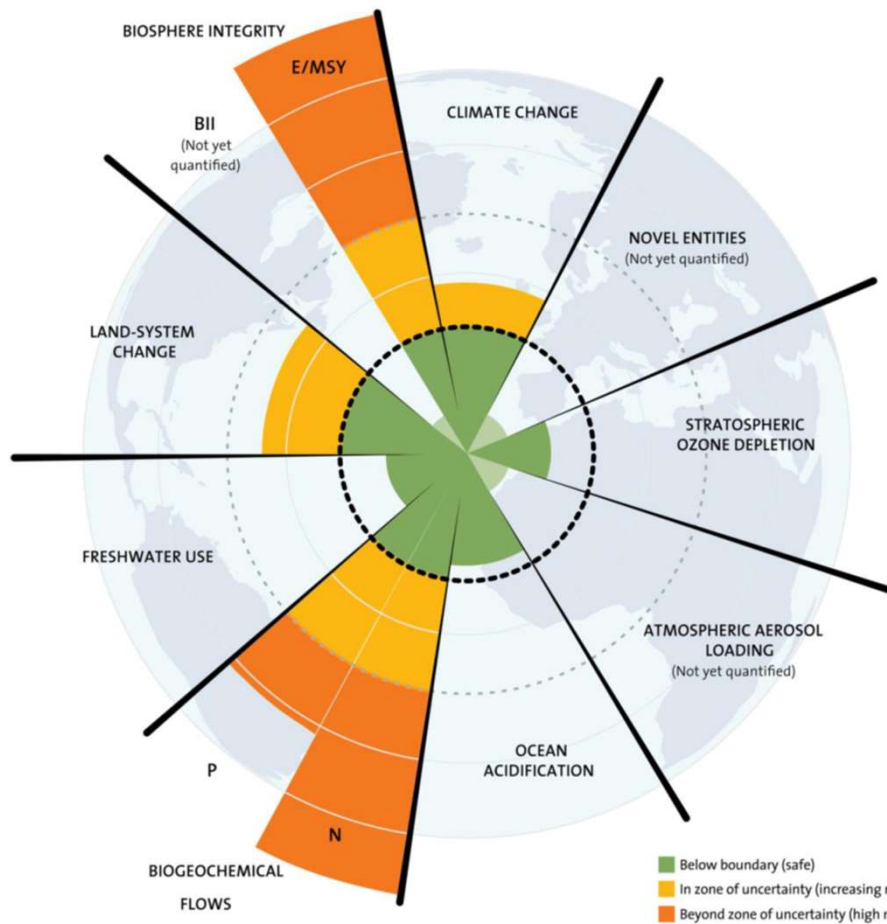 BIOSPHERE INTEGRITY
E/MSY
CLIMATE CHANGE
BII
(Not yet
quantified)
NOVEL ENTITIES
(Not yet quantified)
LAND-SYSTEM
CHANGE
STRATOSPHERIC
OZONE DEPLETION
FRESHWATER USE
ATMOSPHERIC AEROSOL
LOADING
(Not yet quantified)
OCEAN
ACIDIFICATION
P
N
BIOGEOCHEMICAL
FLOWS
Below boundary (safe)
In zone of uncertainty (increasing
Beyond zone of uncertainty (high